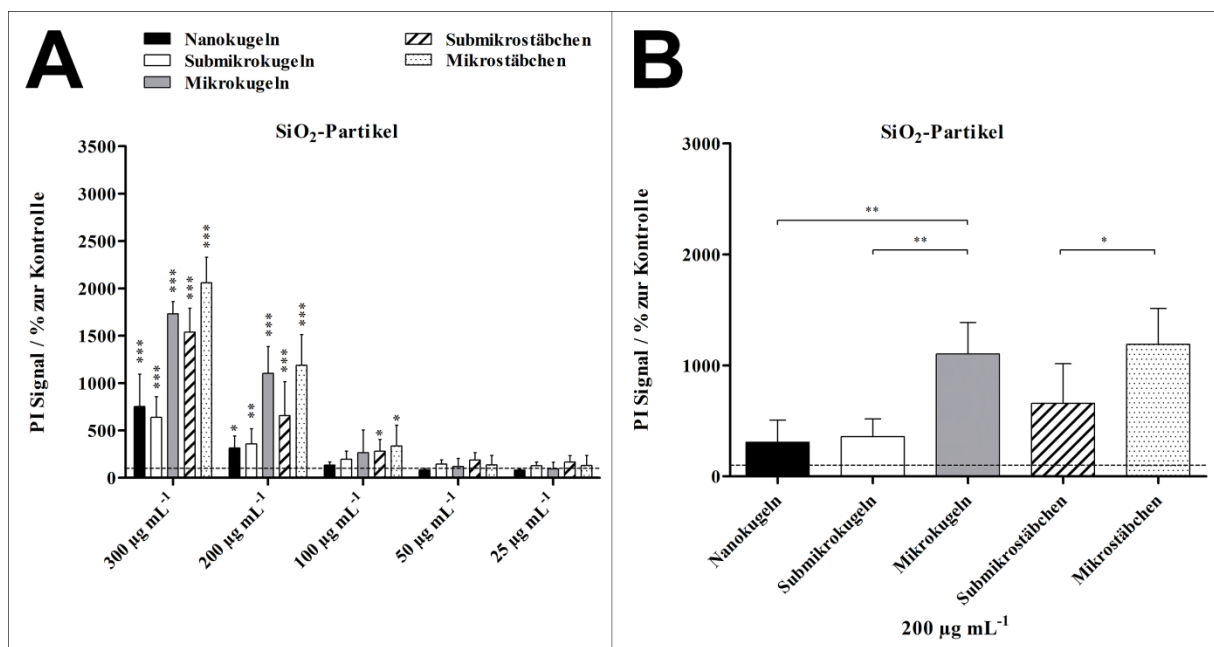 A
Nanokugeln
Submikrokugeln
Mikrokugeln
Submikrostäbchen
Mikrostäbchen
SiO₂-Partikel
PI Signal / % zur Kontrolle
3500
3000
2500
2000
1500
1000
500
0
***
***
***
***
***
*
**
***
***
***
*
*
300 µg mL⁻¹
200 µg mL⁻¹
100 µg mL⁻¹
50 µg mL⁻¹
25 µg mL⁻¹
B
SiO₂-Partikel
PI Signal / % zur Kontrolle
3000
2000
1000
0
**
**
*
Nanokugeln
Submikrokugeln
Mikrokugeln
Submikrostäbchen
Mikrostäbchen
200 µg mL⁻¹